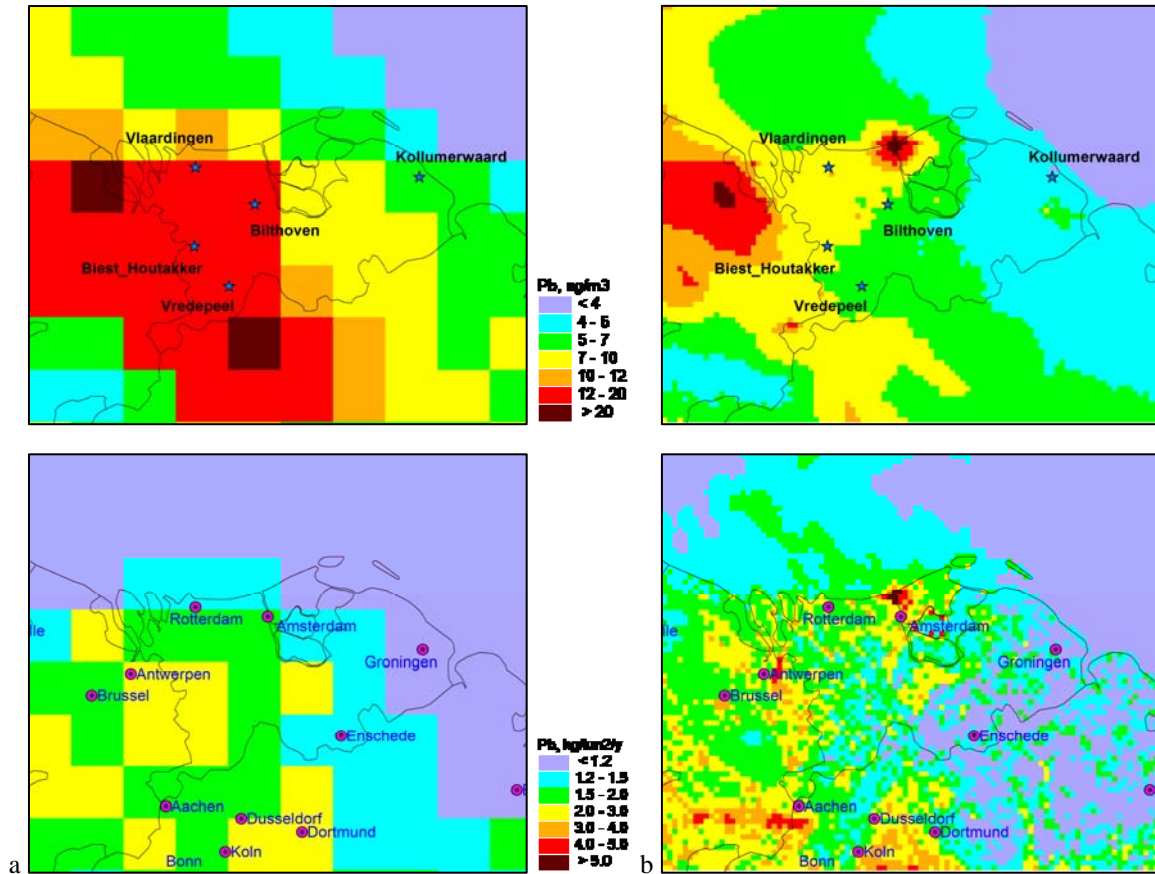 Vlaardingen
Kollumerwaard
Bilthoven
Biest_Houtakker
Vredepeel
Pb, ng/m3
< 4
4 - 5
5 - 7
7 - 10
10 - 12
12 - 20
> 20
Vlaardingen
Kollumerwaard
Bilthoven
Biest_Houtakker
Vredepeel
Rotterdam
Amsterdam
lle
Groningen
Antwerpen
Brussel
Enschede
Aachen
Dusseldorf
Dortmund
Bonn
Koln
a
Pb, kg/km2/y
< 1.2
1.2 - 1.5
1.5 - 2.0
2.0 - 3.0
3.0 - 4.0
4.0 - 5.0
> 5.0
Rotterdam
Amsterdam
lle
Groningen
Antwerpen
Brussel
Enschede
Aachen
Dusseldorf
Dortmund
Bonn
Koln
b